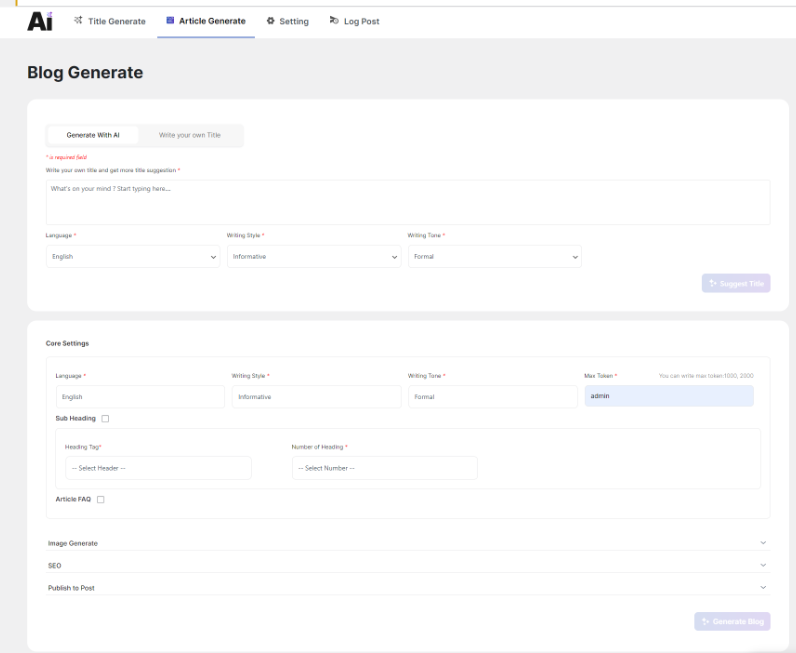 Ai Title Generate Article Generate Setting Log Post
Blog Generate
Generate With AI Write your own Title
* is required field
Write your own title and get more title suggestion *
What's on your mind ? Start typing here...
Language * Writing Style * Writing Tone *
English Informative Formal
Suggest Title
Core Settings
Language * Writing Style * Writing Tone * Max Token * You can write max token 1000, 2000
English Informative Formal admin
Sub Heading
Heading Tag* Number of Heading *
-- Select Header -- -- Select Number --
Article FAQ
Image Generate
SEO
Publish to Post
Generate Blog